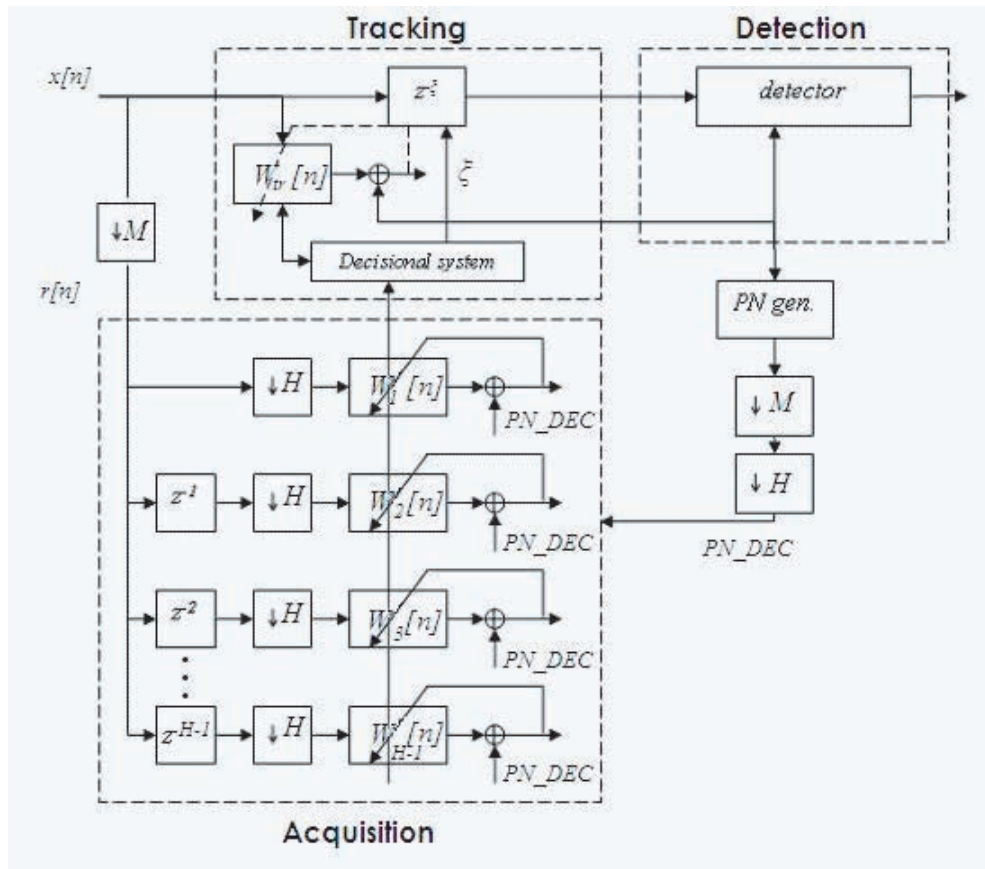 Tracking
Detection
x[n]
z^ξ
detector
W_tr[n]
⊕
ξ
↓M
Decisional system
r[n]
PN gen.
↓H
W_1[n]
⊕
PN_DEC
↓ M
z^-1
↓H
W_2[n]
⊕
PN_DEC
↓ H
PN_DEC
z^2
↓H
W_3[n]
⊕
PN_DEC
z^-H-1
↓H
W_H-1[n]
⊕
PN_DEC
Acquisition